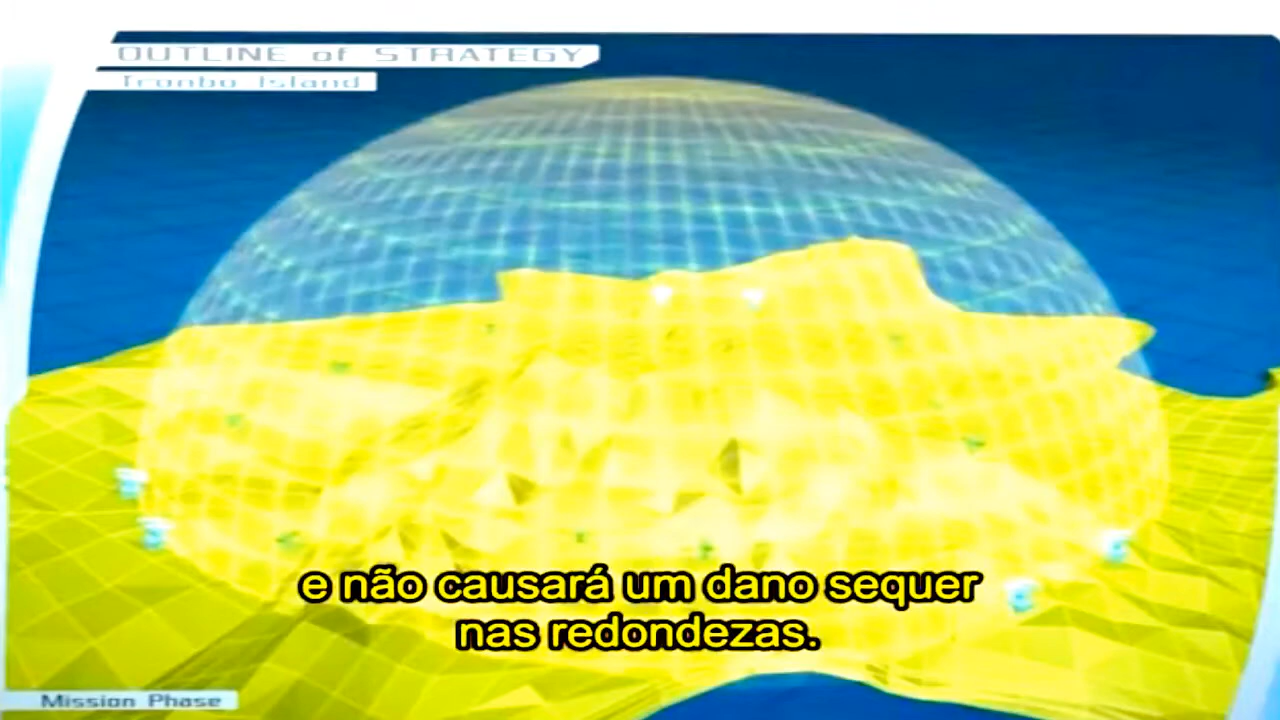 OUTLINE of STRATEGY
Tronbo Island
Mission Phase
e não causará um dano sequer
nas redondezas.